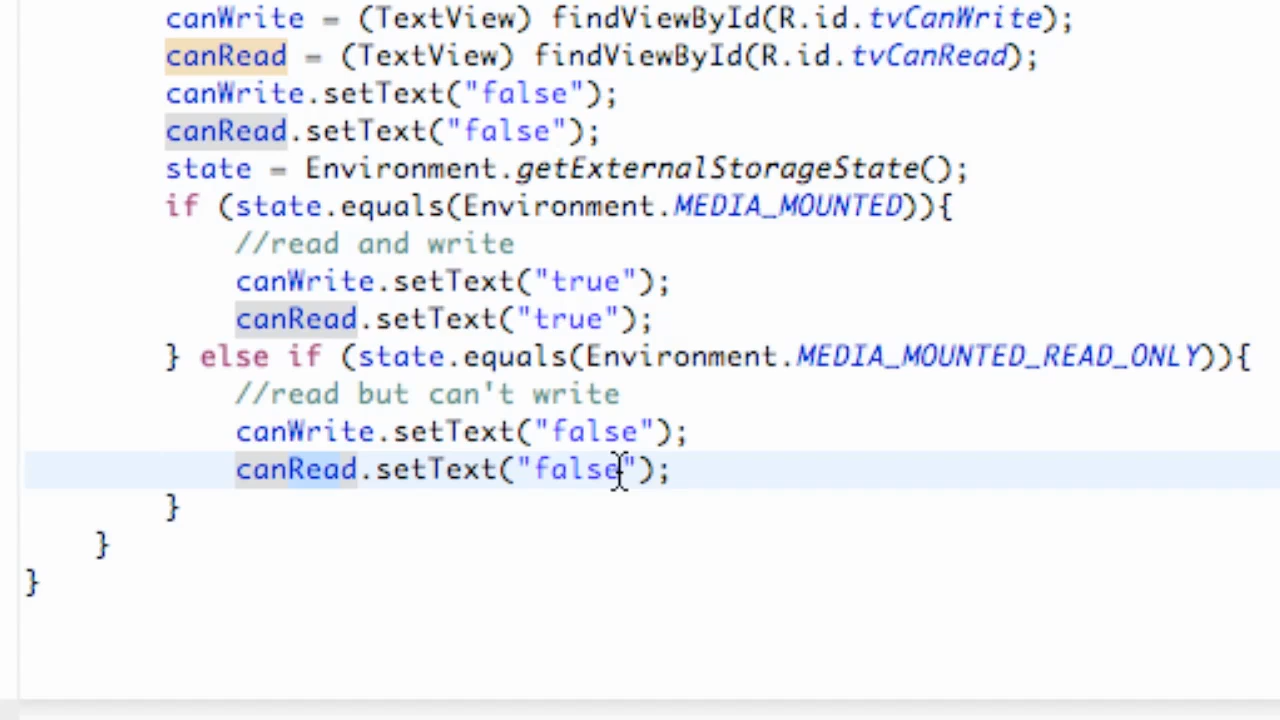 canWrite = (TextView) findViewById(R.id.tvCanWrite);
canRead = (TextView) findViewById(R.id.tvCanRead);
canWrite.setText("false");
canRead.setText("false");
state = Environment.getExternalStorageState();
if (state.equals(Environment.MEDIA_MOUNTED)){
//read and write
canWrite.setText("true");
canRead.setText("true");
} else if (state.equals(Environment.MEDIA_MOUNTED_READ_ONLY)){
//read but can't write
canWrite.setText("false");
canRead.setText("false");
}
}
}